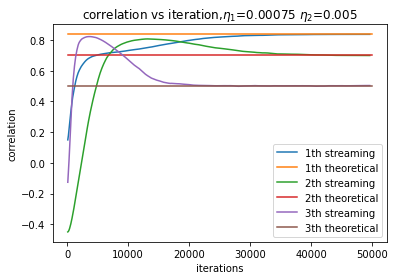 correlation vs iteration,η₁=0.00075 η₂=0.005
correlation
0.8
0.6
0.4
0.2
0.0
−0.2
−0.4
1th streaming
1th theoretical
2th streaming
2th theoretical
3th streaming
3th theoretical
0 10000 20000 30000 40000 50000
iterations